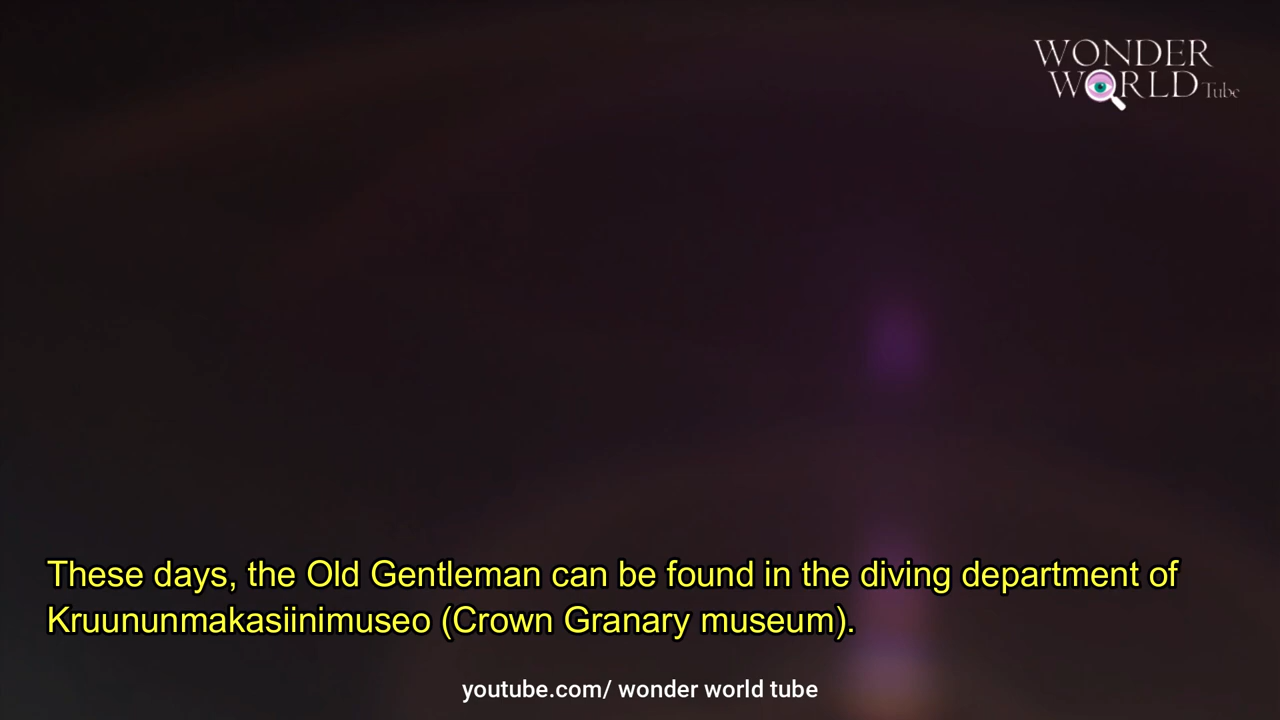 WONDER
WORLD Tube
These days, the Old Gentleman can be found in the diving department of
Kruununmakasiinimuseo (Crown Granary museum).
youtube.com/ wonder world tube